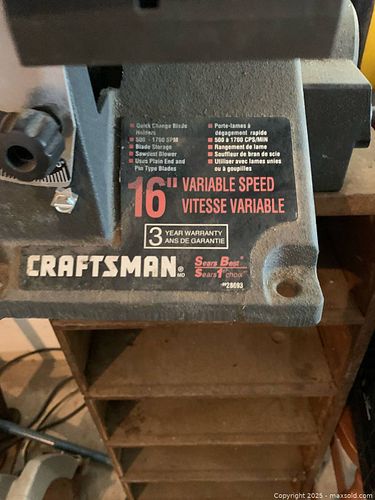 Quick Change Blade
Holders
500 - 1700 SPM
Blade Storage
Sawdust Blower
Uses Plain End and
Pin Type Blades
Porte-lames à
dégagement rapide
500 à 1700 CPS/MIN
Rangement de lame
Souffleur de bran de scie
Utiliser avec lames unies
ou à goupilles
16" VARIABLE SPEED
VITESSE VARIABLE
3 YEAR WARRANTY
ANS DE GARANTIE
CRAFTSMAN®
MD
Sears Best
Sears 1er choix
28693
Copyright 2025 - maxsold.com